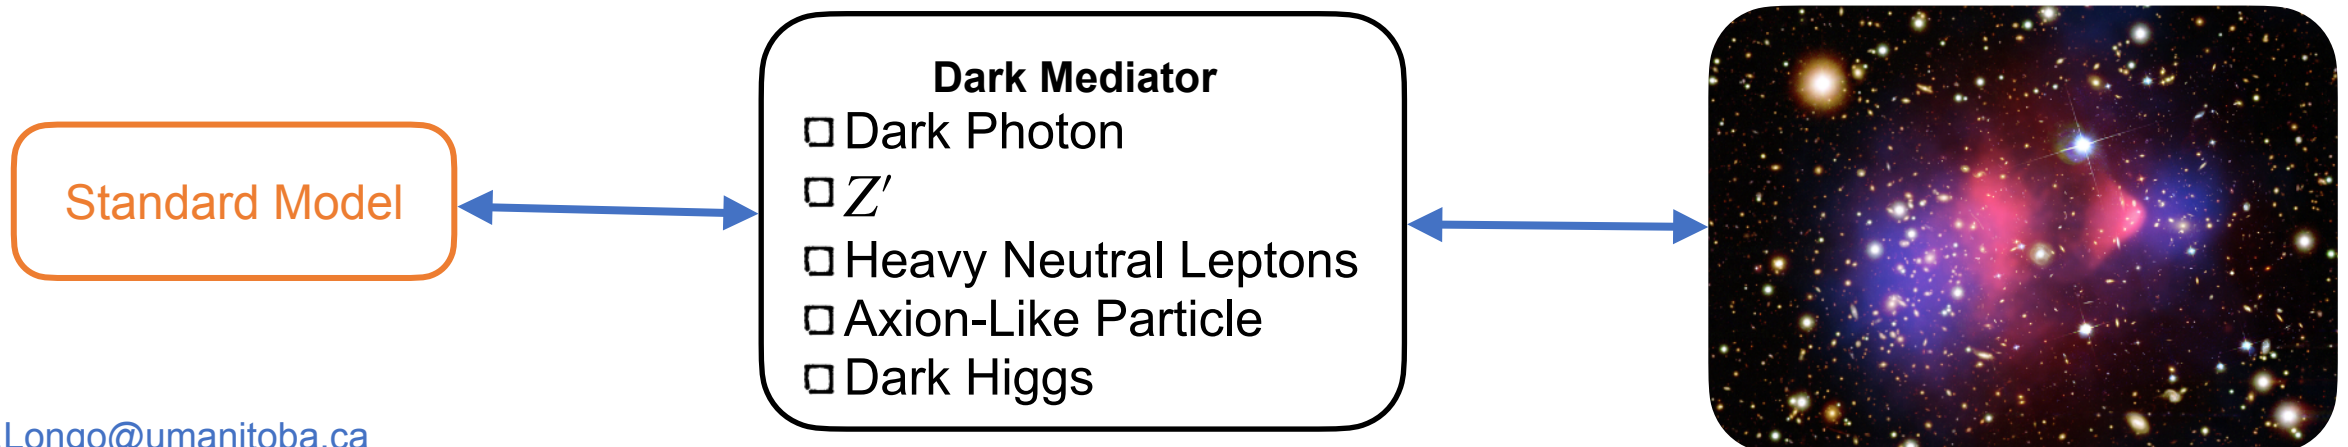 Standard Model
Dark Mediator
Dark Photon
Z′
Heavy Neutral Leptons
Axion-Like Particle
Dark Higgs
Longo@umanitoba.ca